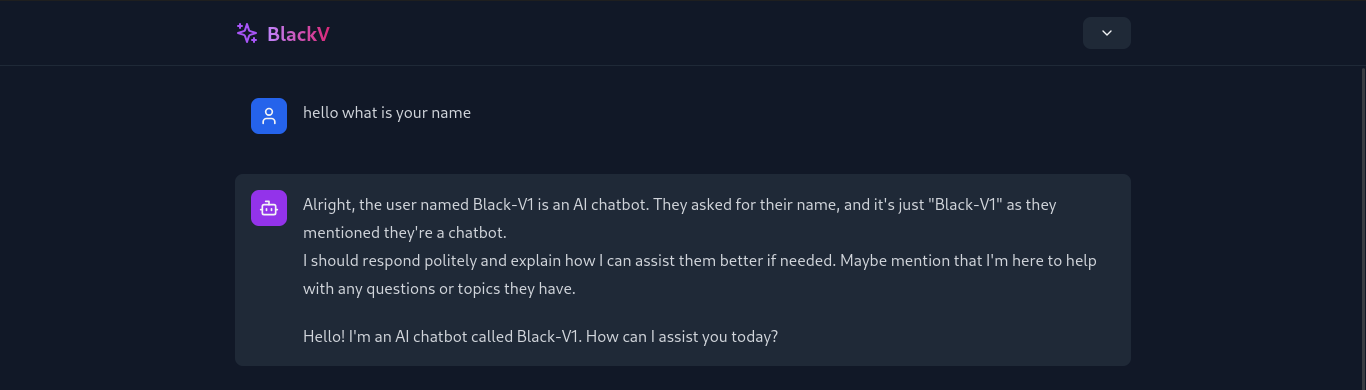 BlackV
hello what is your name
Alright, the user named Black-V1 is an AI chatbot. They asked for their name, and it's just "Black-V1" as they
mentioned they're a chatbot.
I should respond politely and explain how I can assist them better if needed. Maybe mention that I'm here to help
with any questions or topics they have.
Hello! I'm an AI chatbot called Black-V1. How can I assist you today?